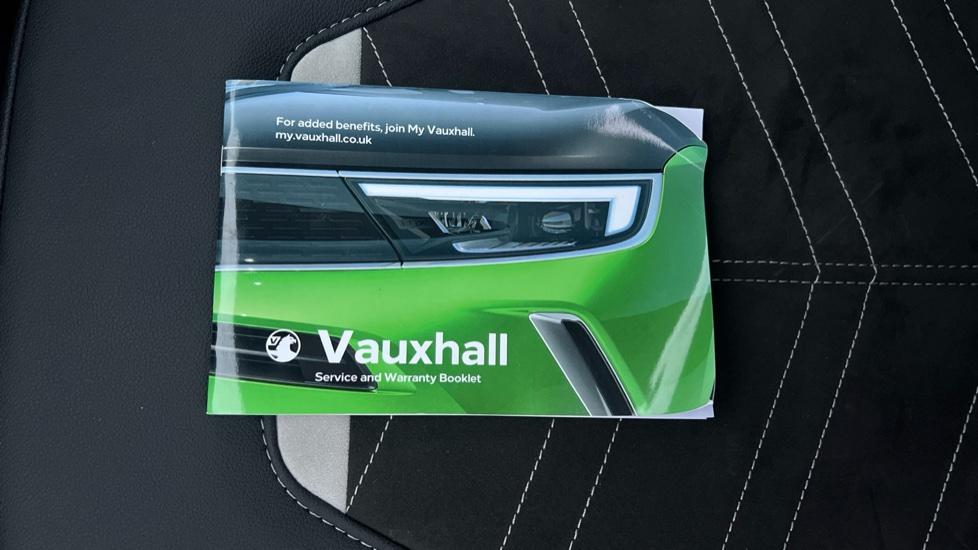 For added benefits, join My Vauxhall.
my.vauxhall.co.uk
Vauxhall
Service and Warranty Booklet